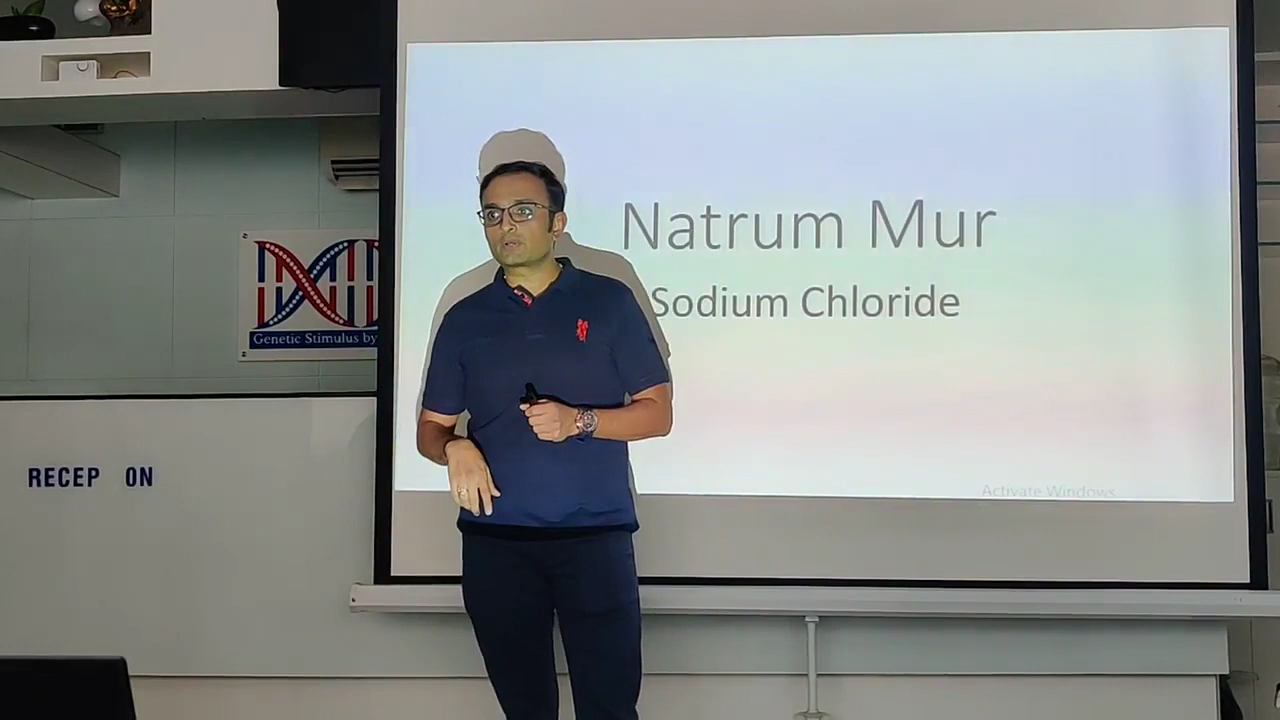 Natrum Mur
Sodium Chloride
Genetic Stimulus by
RECEP ON
Activate Windows